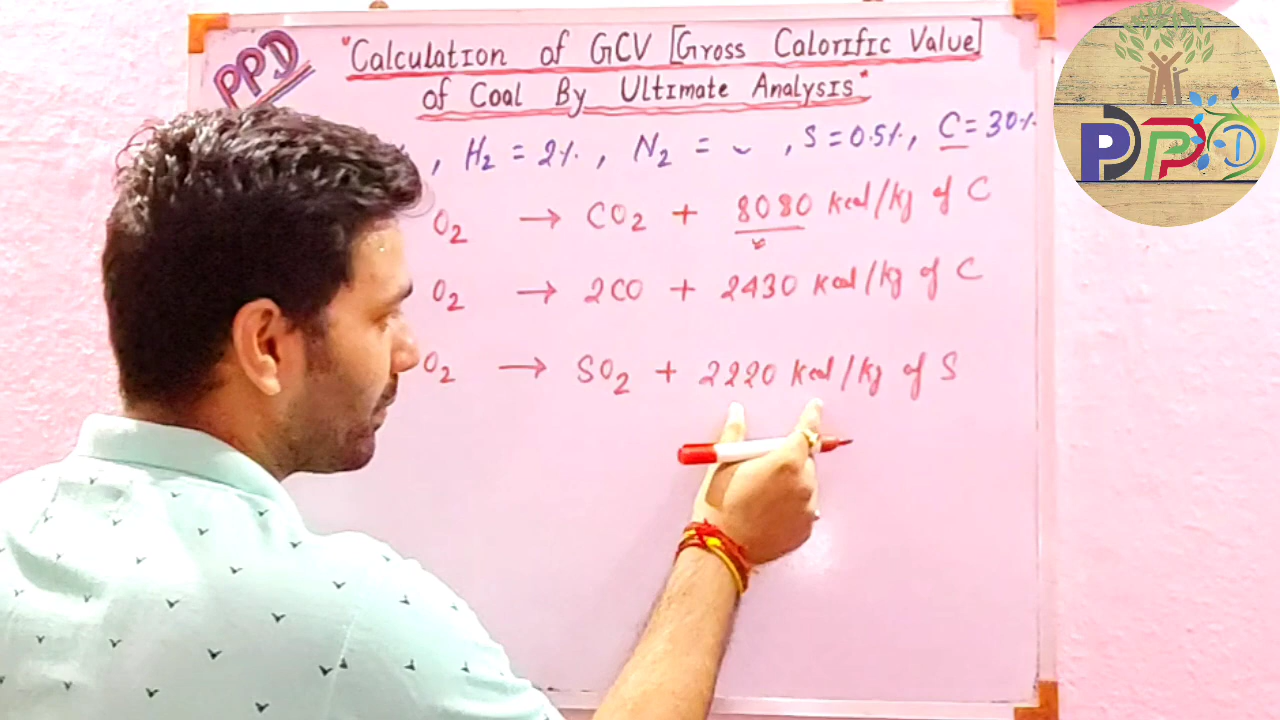 PPD "Calculation of GCV [Gross Calorific Value]
of Coal By Ultimate Analysis"
, H2 = 2%, N2 = ~, S = 0.5%, C = 30%
O2 → CO2 + 8080 kcal/kg of C
O2 → 2CO + 2430 kcal/kg of C
O2 → SO2 + 2220 kcal/kg of S
PPD